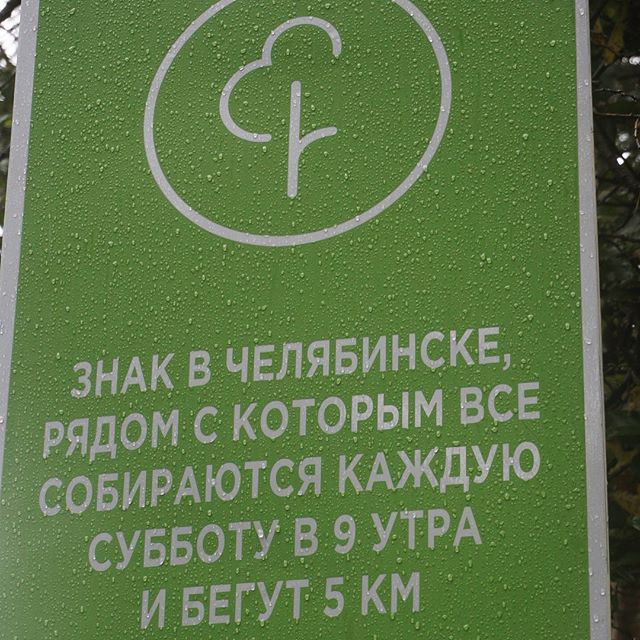 ЗНАК В ЧЕЛЯБИНСКЕ,
РЯДОМ С КОТОРЫМ ВСЕ
СОБИРАЮТСЯ КАЖДУЮ
СУББОТУ В 9 УТРА
И БЕГУТ 5 КМ